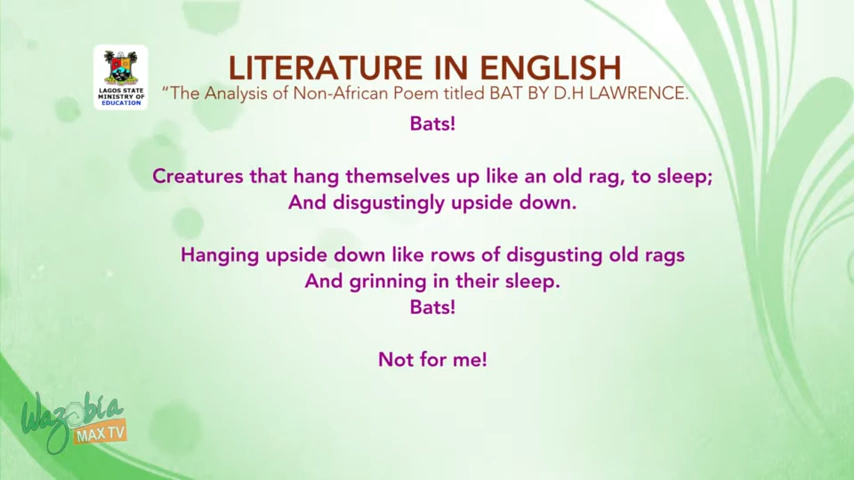 LITERATURE IN ENGLISH
“The Analysis of Non-African Poem titled BAT BY D.H LAWRENCE.
LAGOS STATE
MINISTRY OF
EDUCATION
Bats!
Creatures that hang themselves up like an old rag, to sleep;
And disgustingly upside down.
Hanging upside down like rows of disgusting old rags
And grinning in their sleep.
Bats!
Not for me!
Wazobia
MAX TV